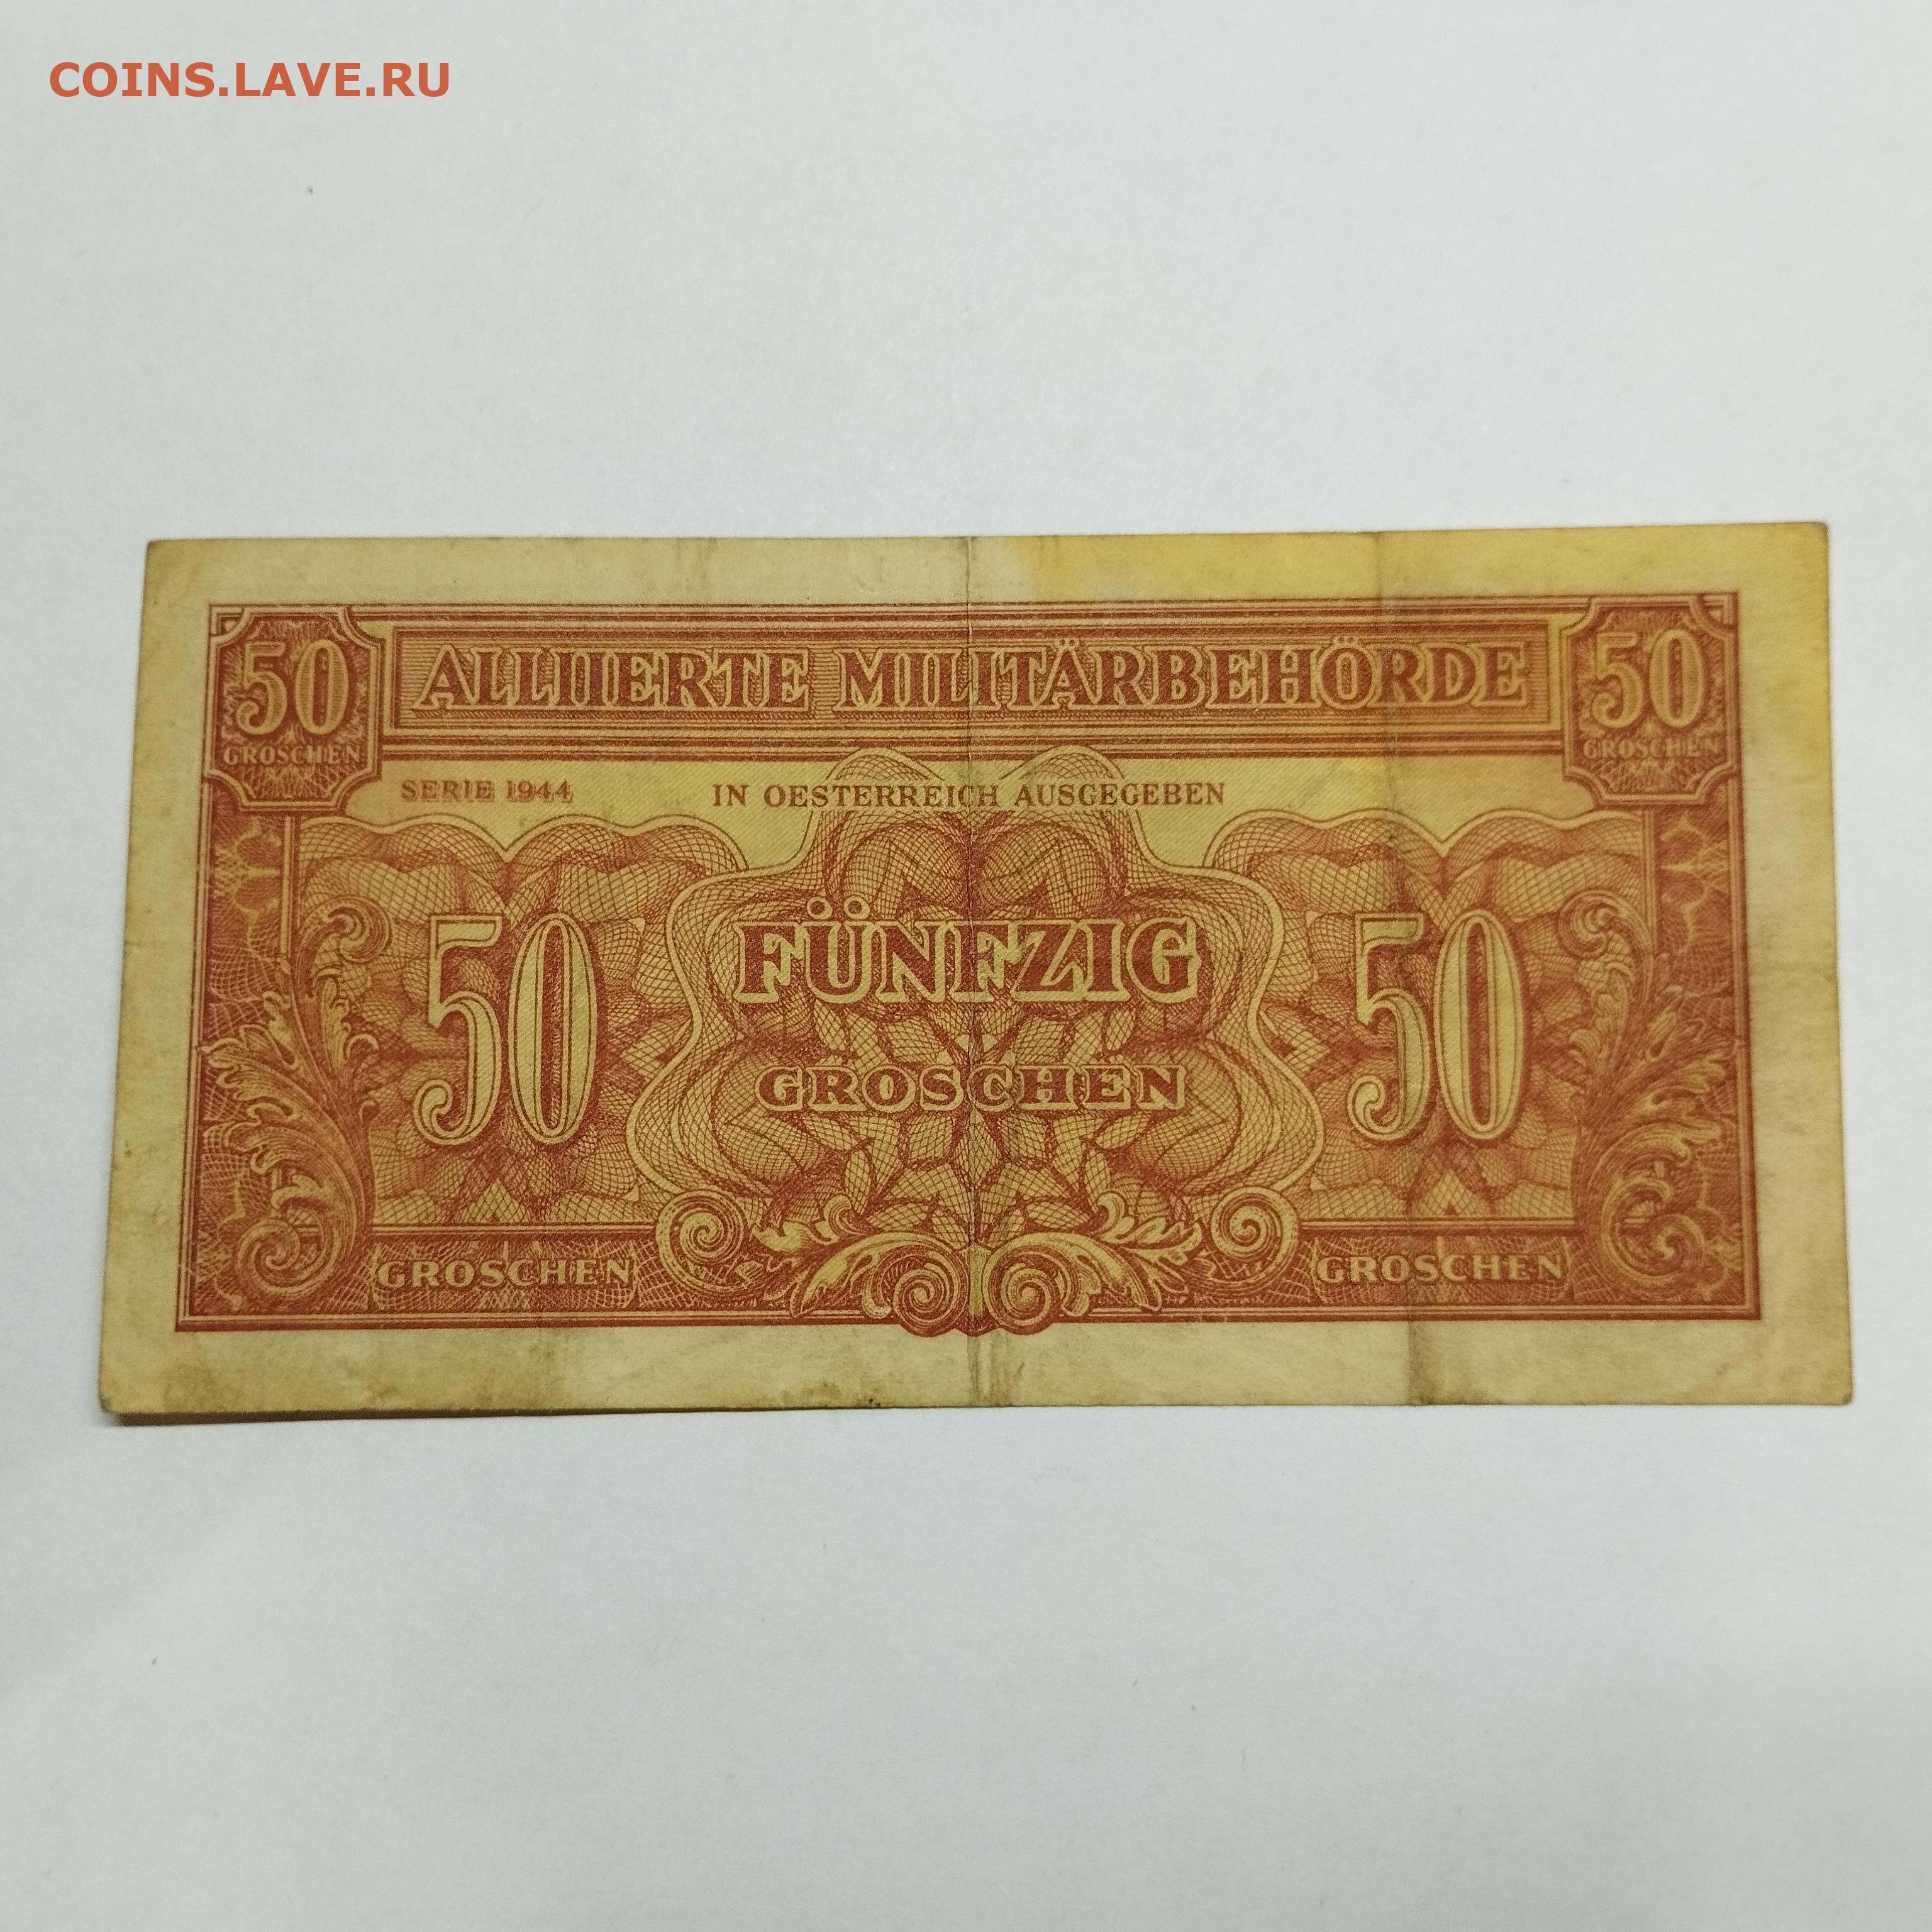 COINS.LAVE.RU
50 ALLIIERTE MILITÄRBEHÖRDE 50
GROSCHEN GROSCHEN
SERIE 1944 IN OESTERREICH AUSGEGEBEN
50 FÜNFZIG 50
GROSCHEN
GROSCHEN GROSCHEN